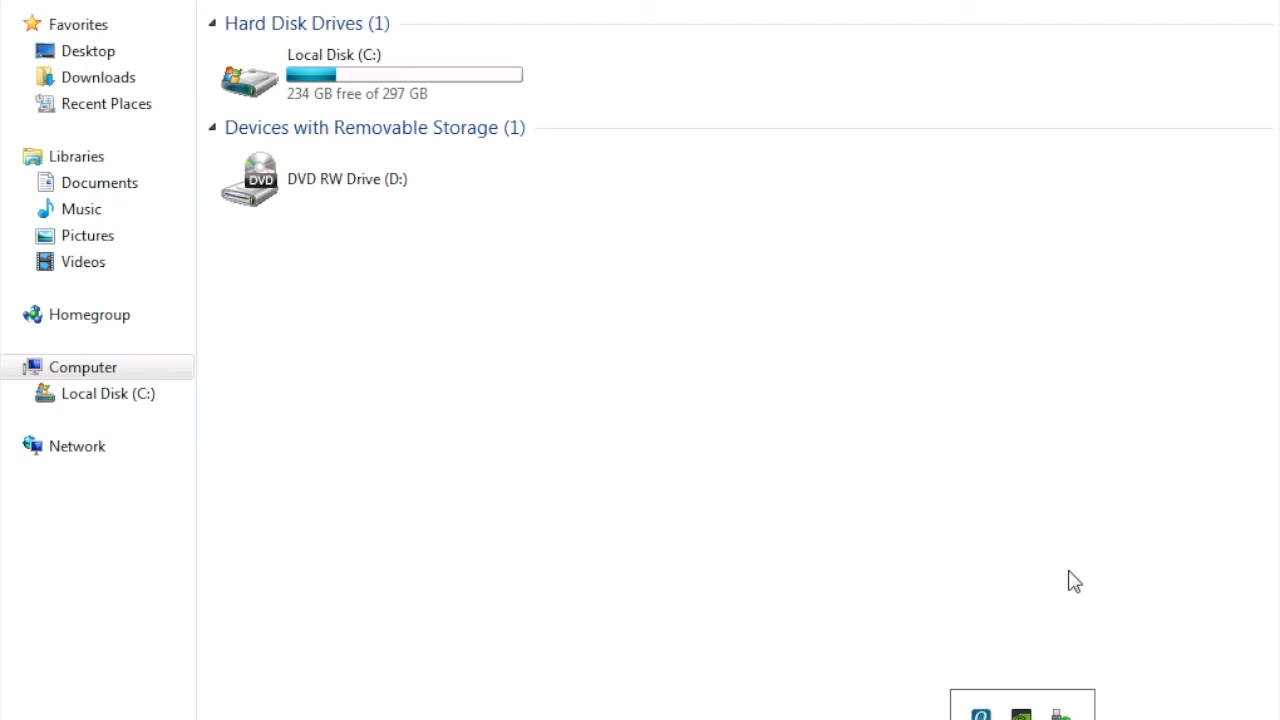 Favorites
Desktop
Downloads
Recent Places
Libraries
Documents
Music
Pictures
Videos
Homegroup
Computer
Local Disk (C:)
Network
Hard Disk Drives (1)
Local Disk (C:)
234 GB free of 297 GB
Devices with Removable Storage (1)
DVD
DVD RW Drive (D:)